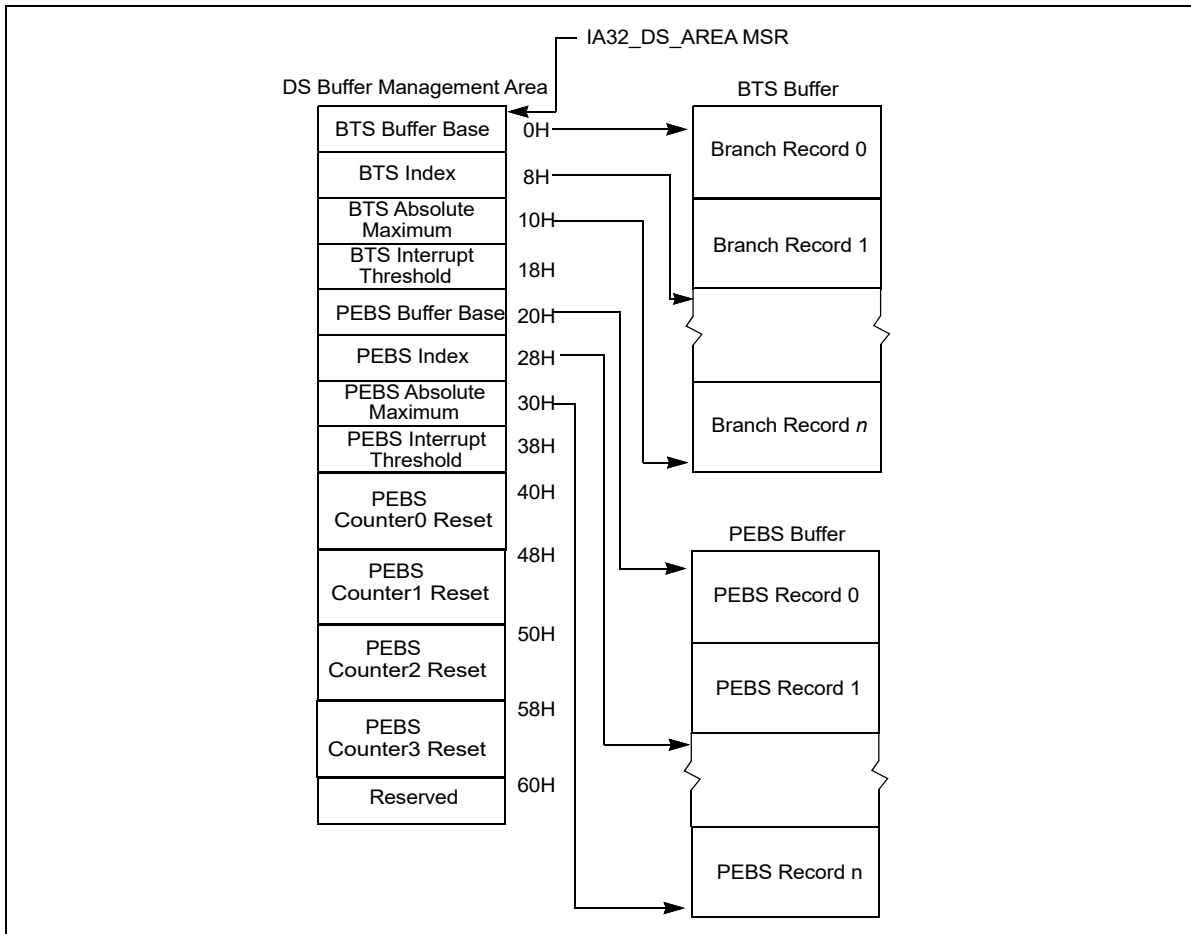 IA32_DS_AREA MSR
DS Buffer Management Area
BTS Buffer Base
0H
BTS Index
8H
BTS Absolute
Maximum
10H
BTS Interrupt
Threshold
18H
PEBS Buffer Base
20H
PEBS Index
28H
PEBS Absolute
Maximum
30H
PEBS Interrupt
Threshold
38H
PEBS
Counter0 Reset
40H
PEBS
Counter1 Reset
48H
PEBS
Counter2 Reset
50H
PEBS
Counter3 Reset
58H
Reserved
60H
BTS Buffer
Branch Record 0
Branch Record 1
Branch Record n
PEBS Buffer
PEBS Record 0
PEBS Record 1
PEBS Record n